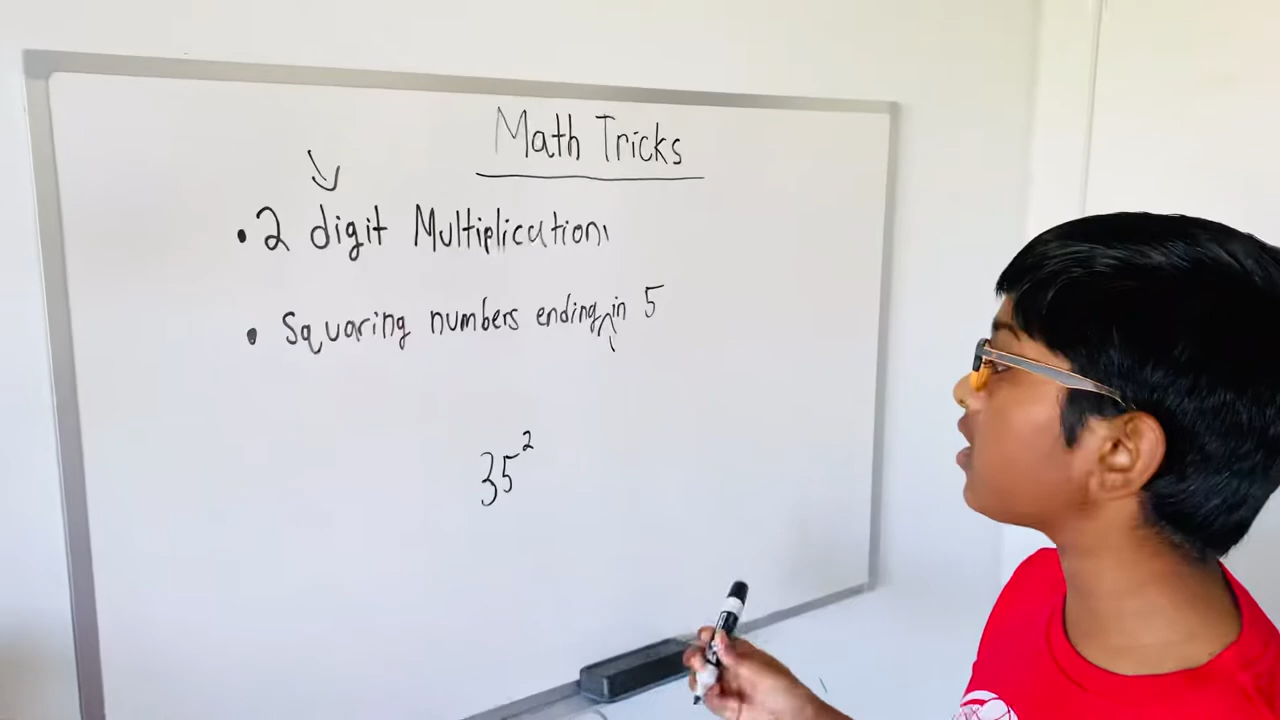 Math Tricks
• 2 digit Multiplication
• Squaring numbers ending in 5
35²